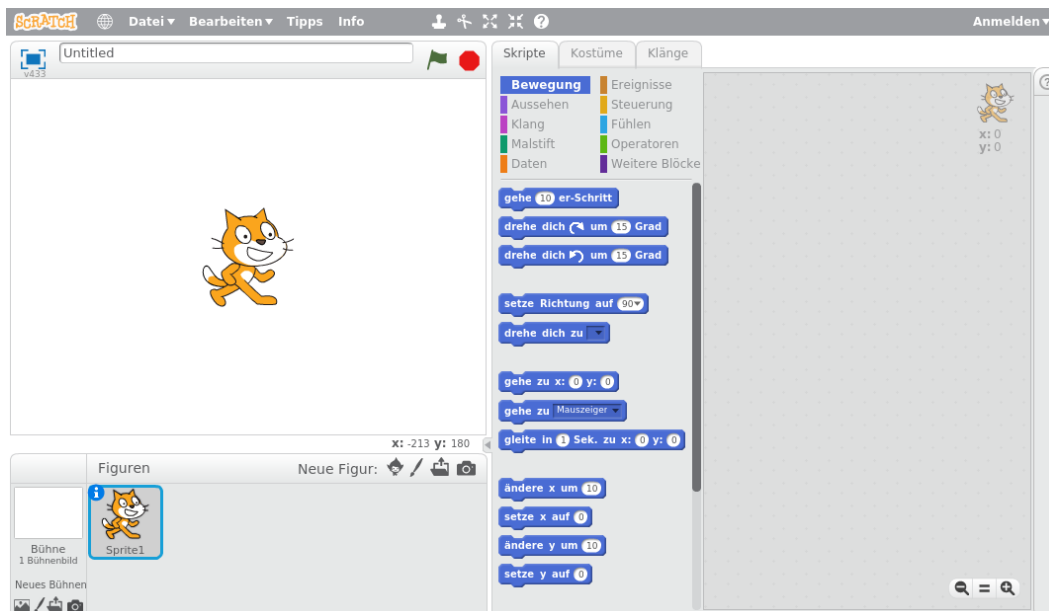 SCRATCH Datei Bearbeiten Tipps Info Anmelden
v433
Untitled
Skripte Kostüme Klänge
Bewegung Ereignisse
Aussehen Steuerung
Klang Fühlen
Malstift Operatoren
Daten Weitere Blöcke
x: 0
y: 0
gehe 10 er-Schritt
drehe dich um 15 Grad
drehe dich um 15 Grad
setze Richtung auf 90
drehe dich zu
gehe zu x: 0 y: 0
gehe zu Mauszeiger
gleite in 1 Sek. zu x: 0 y: 0
ändere x um 10
setze x auf 0
ändere y um 10
setze y auf 0
x: -213 y: 180
Figuren Neue Figur:
Bühne
1 Bühnenbild
Neues Bühnen
Sprite1